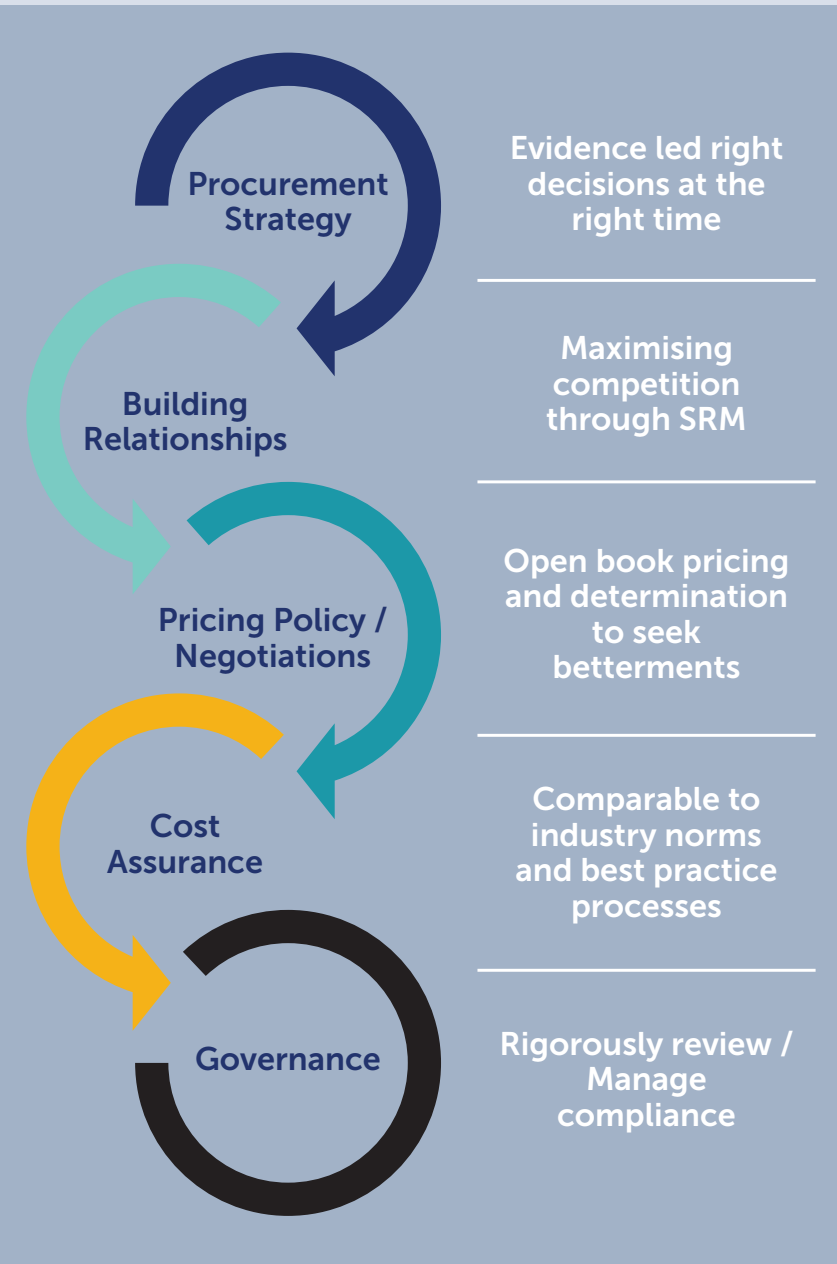 Procurement
Strategy
Evidence led right
decisions at the
right time
Building
Relationships
Maximising
competition
through SRM
Pricing Policy /
Negotiations
Open book pricing
and determination
to seek
betterments
Cost
Assurance
Comparable to
industry norms
and best practice
processes
Governance
Rigorously review /
Manage
compliance